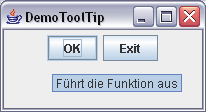 DemoToolTip
OK Exit
Führt die Funktion aus